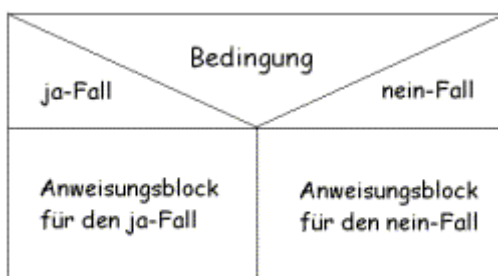 Bedingung
ja-Fall
nein-Fall
Anweisungsblock
für den ja-Fall
Anweisungsblock
für den nein-Fall